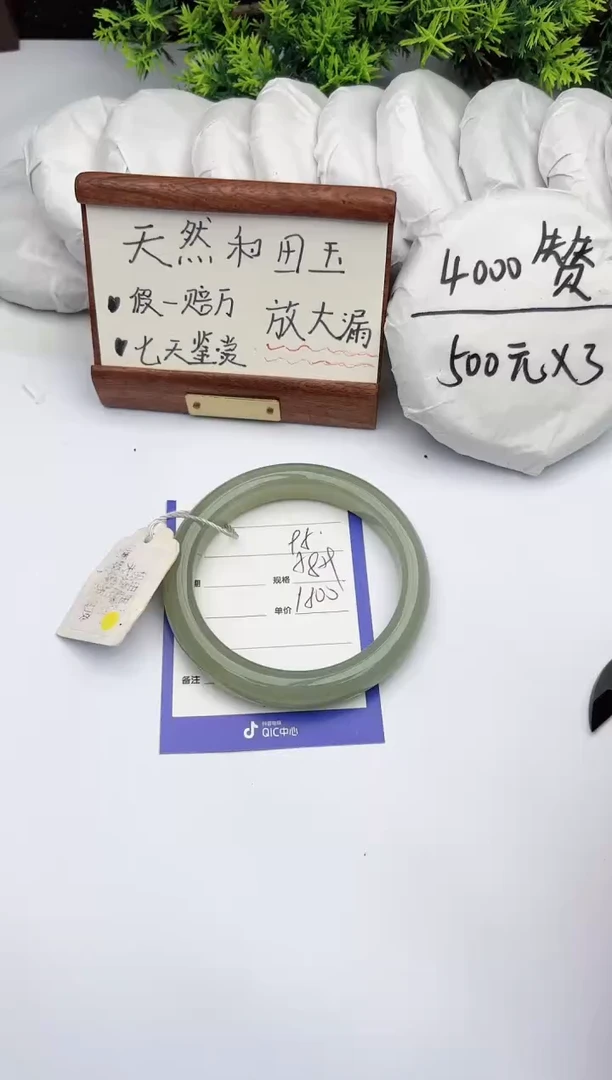 天然和田玉
假一赔万
七天鉴赏
放大漏
4000赞
500元X3
规格
单价 1800
备注
抖音电商
QIC中心